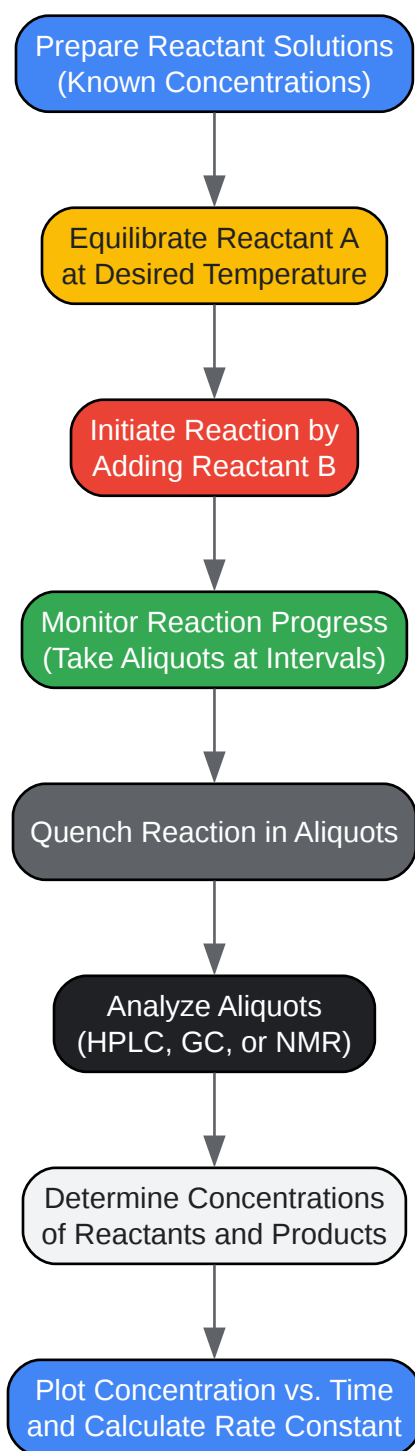 Prepare Reactant Solutions
(Known Concentrations)
Equilibrate Reactant A
at Desired Temperature
Initiate Reaction by
Adding Reactant B
Monitor Reaction Progress
(Take Aliquots at Intervals)
Quench Reaction in Aliquots
Analyze Aliquots
(HPLC, GC, or NMR)
Determine Concentrations
of Reactants and Products
Plot Concentration vs. Time
and Calculate Rate Constant